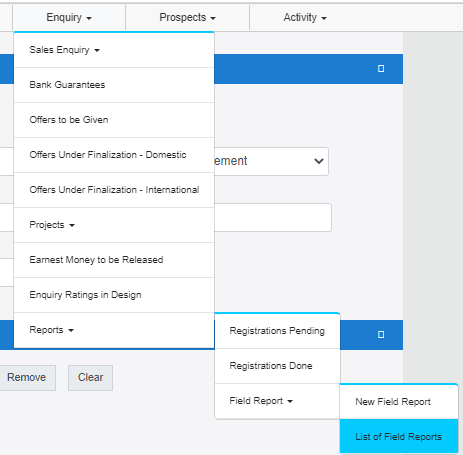 Enquiry
Prospects
Activity
Sales Enquiry
Bank Guarantees
Offers to be Given
Offers Under Finalization - Domestic
ement
Offers Under Finalization - International
Projects
Earnest Money to be Released
Enquiry Ratings in Design
Reports
Registrations Pending
Registrations Done
Field Report
New Field Report
List of Field Reports
Remove
Clear